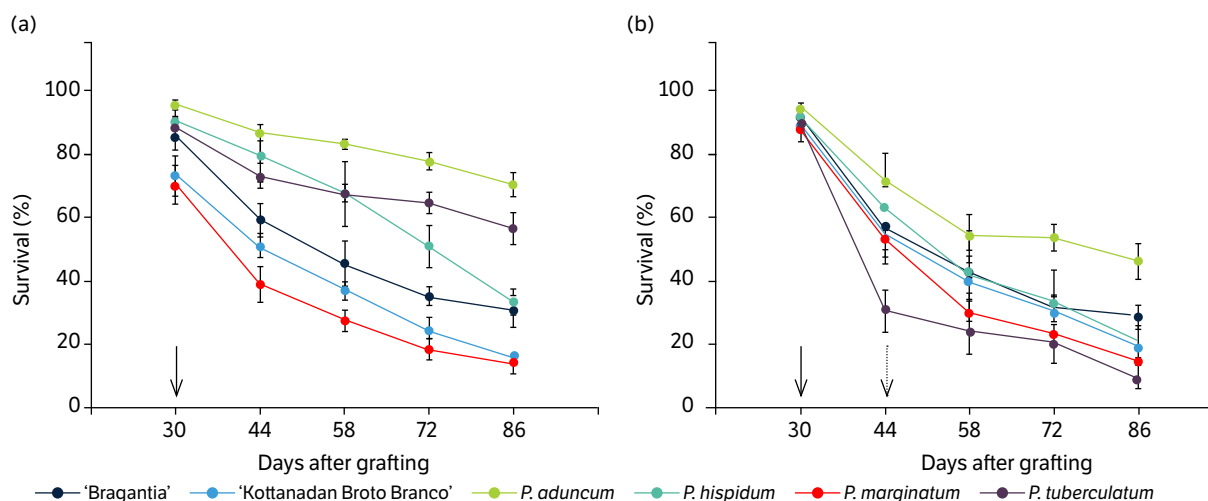 (a)
(b)
Survival (%)
100
80
60
40
20
0
30 44 58 72 86
Days after grafting
Survival (%)
100
80
60
40
20
0
30 44 58 72 86
Days after grafting
‘Bragantia’ ‘Kottanadan Broto Branco’ P. aduncum P. hispidum P. marginatum P. tuberculatum